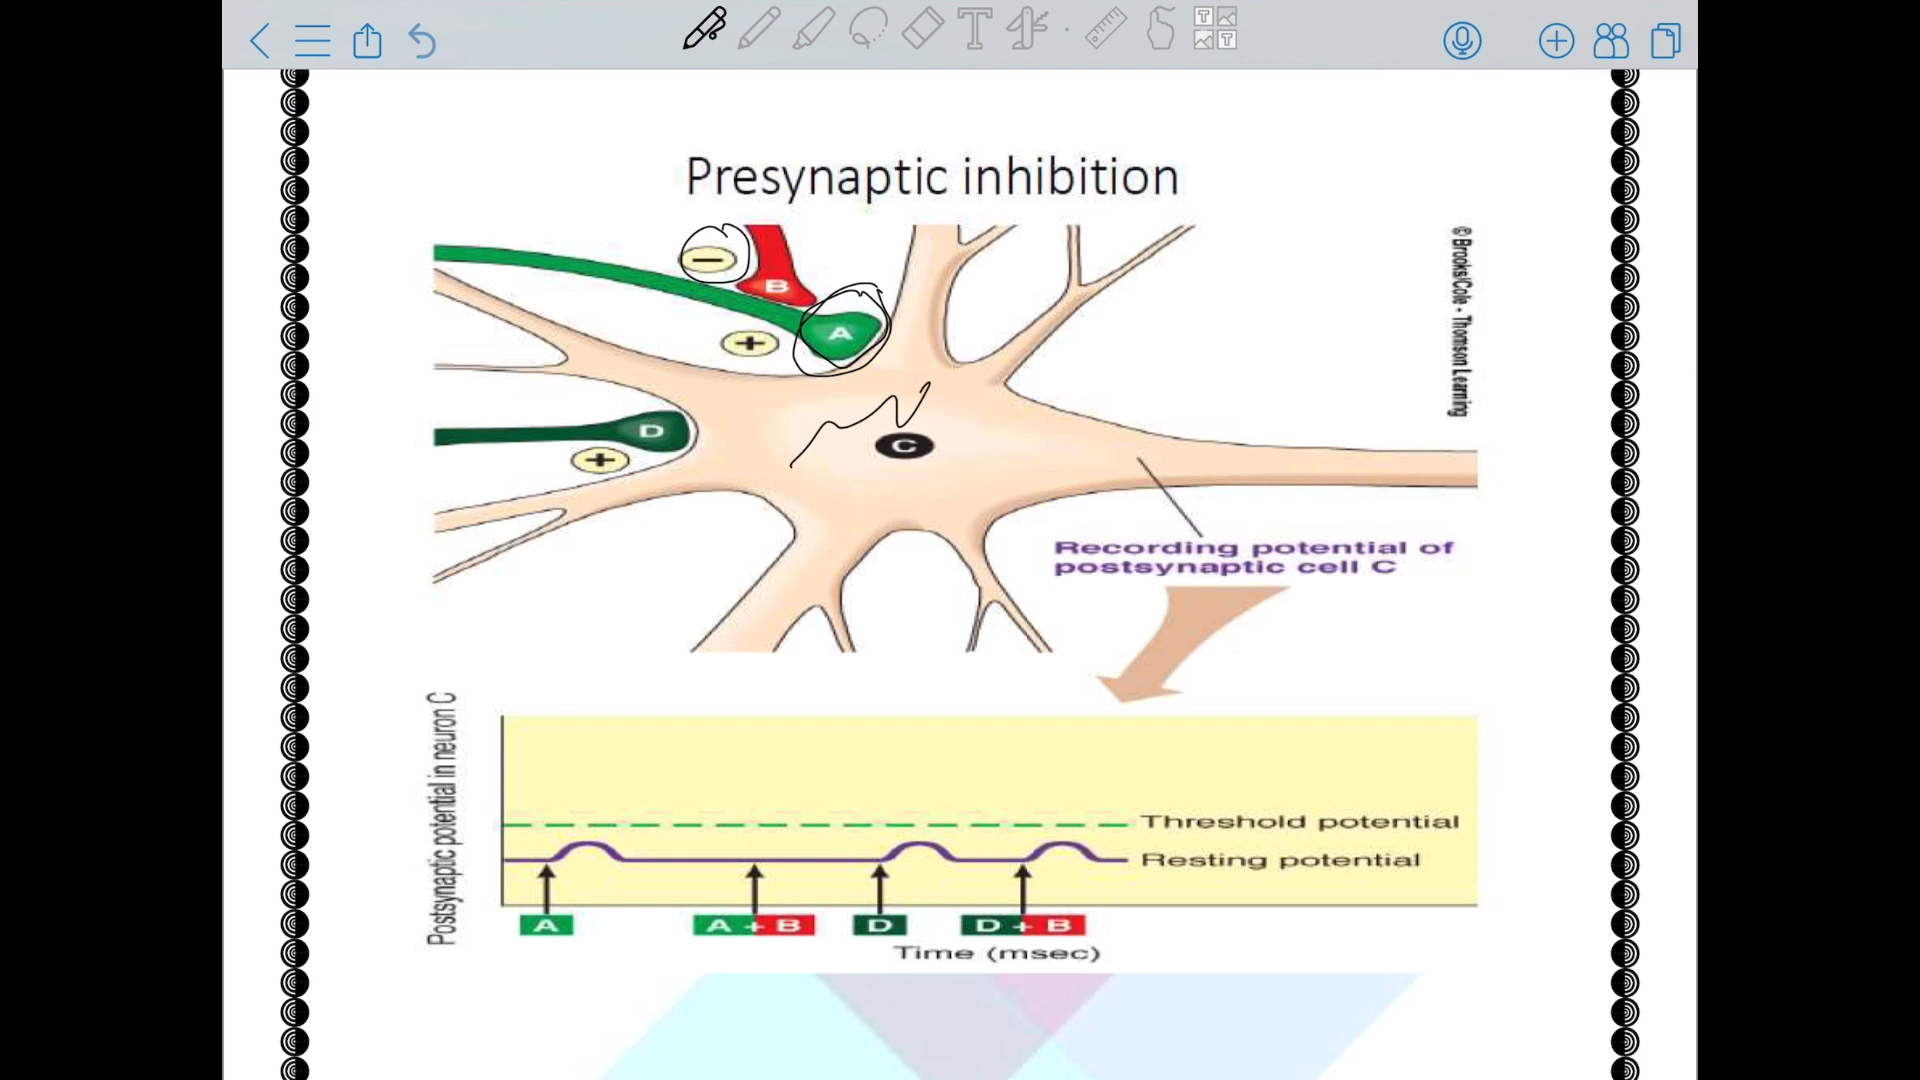 Presynaptic inhibition
B
A
D
C
© Brooks/Cole - Thomson Learning
Recording potential of
postsynaptic cell C
Postsynaptic potential in neuron C
Threshold potential
Resting potential
A
A + B
D
D + B
Time (msec)